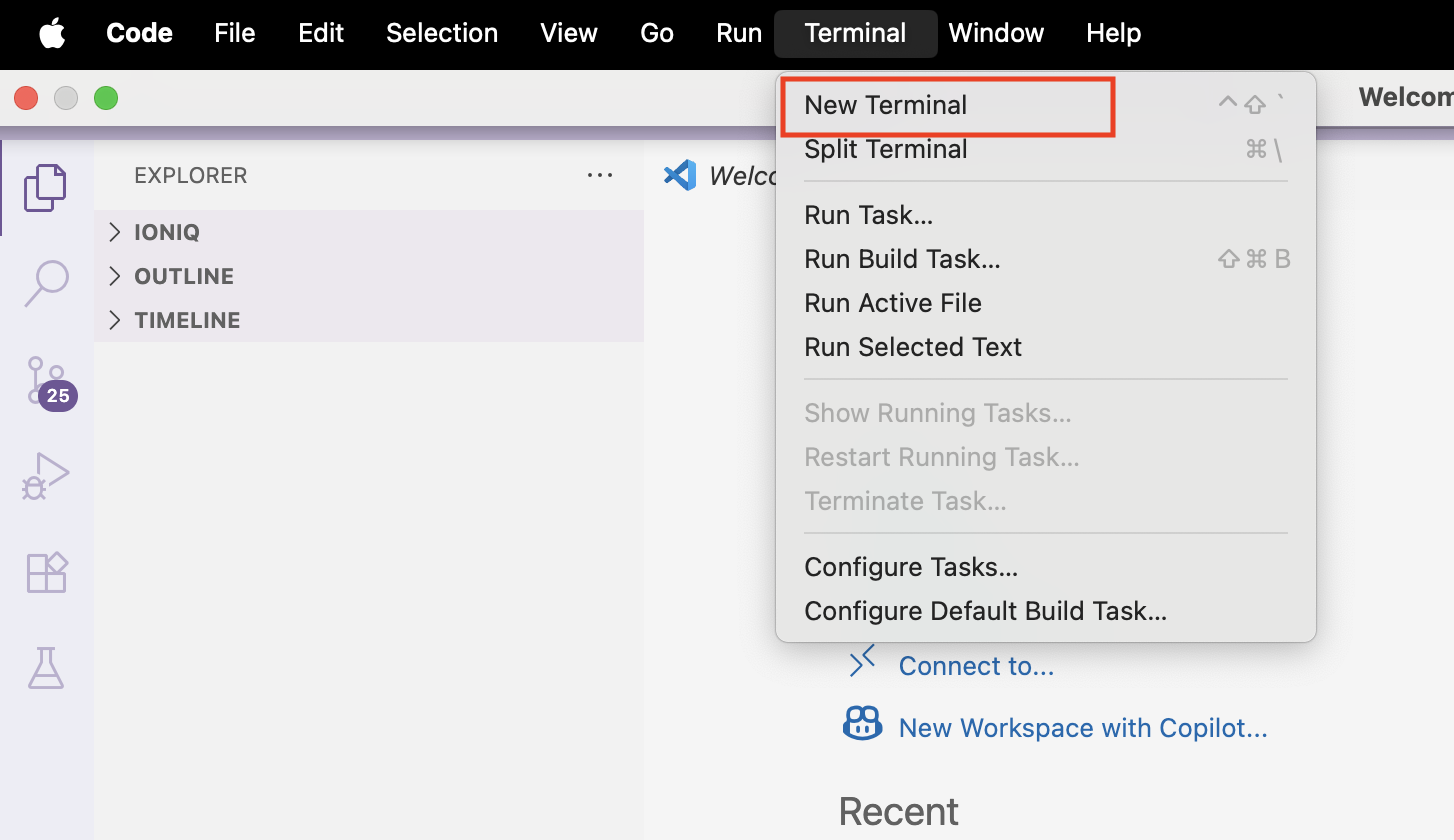 Code File Edit Selection View Go Run Terminal Window Help
New Terminal ^⇧`
Split Terminal ⌘\
Run Task...
Run Build Task... ⇧⌘B
Run Active File
Run Selected Text
Show Running Tasks...
Restart Running Task...
Terminate Task...
Configure Tasks...
Configure Default Build Task...
Welcom
EXPLORER ...
IONIQ
OUTLINE
TIMELINE
25
Welco
Connect to...
New Workspace with Copilot...
Recent